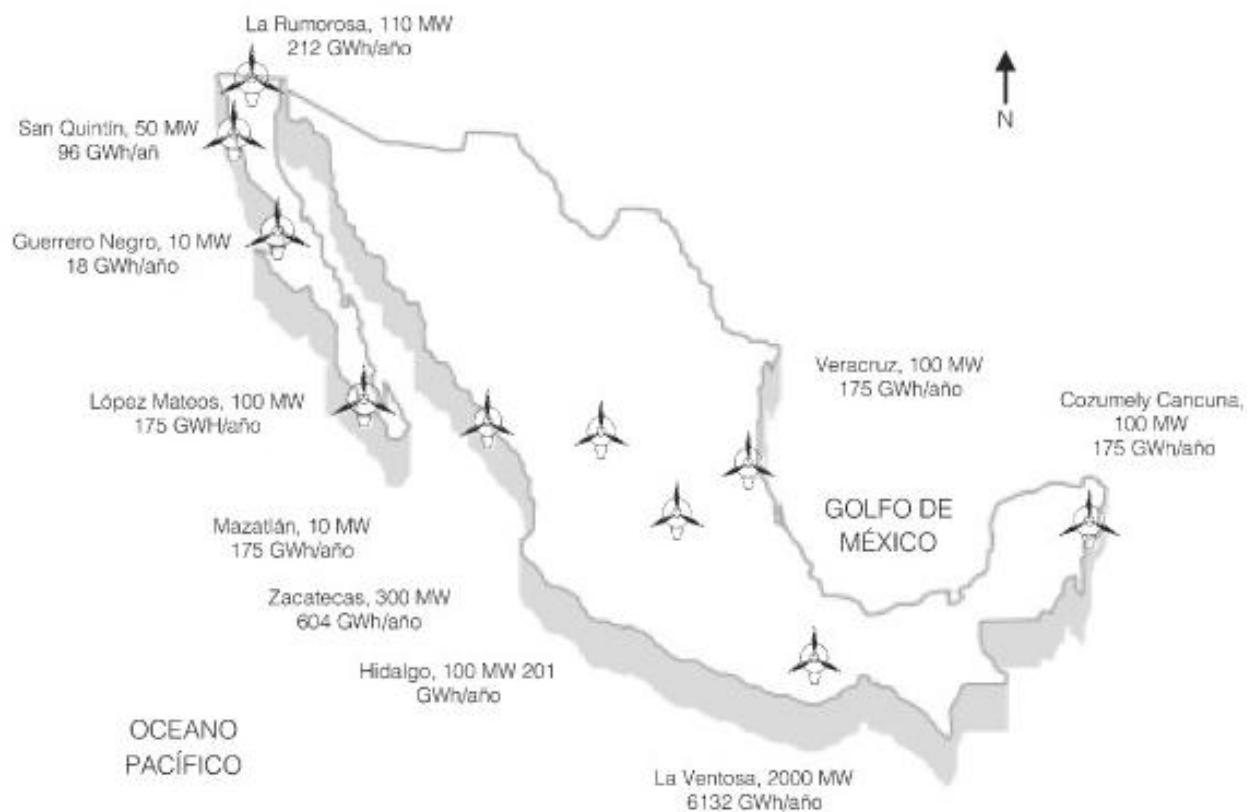 La Rumorosa, 110 MW
212 GWh/año
N
San Quintín, 50 MW
96 GWh/añ
Guerrero Negro, 10 MW
18 GWh/año
Veracruz, 100 MW
175 GWh/año
López Mateos, 100 MW
175 GWH/año
Cozumely Cancuna,
100 MW
175 GWh/año
GOLFO DE
MÉXICO
Mazatlán, 10 MW
175 GWh/año
Zacatecas, 300 MW
604 GWh/año
Hidalgo, 100 MW 201
GWh/año
OCEANO
PACÍFICO
La Ventosa, 2000 MW
6132 GWh/año